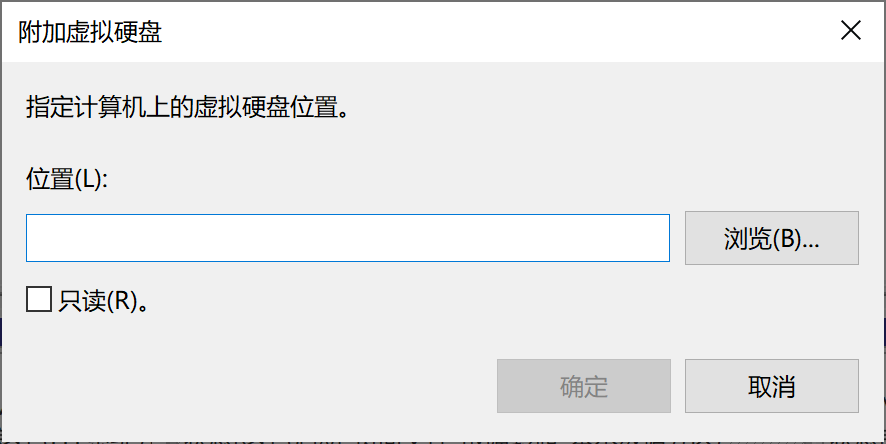 附加虚拟硬盘
指定计算机上的虚拟硬盘位置。
位置(L):
浏览(B)...
只读(R)。
确定
取消